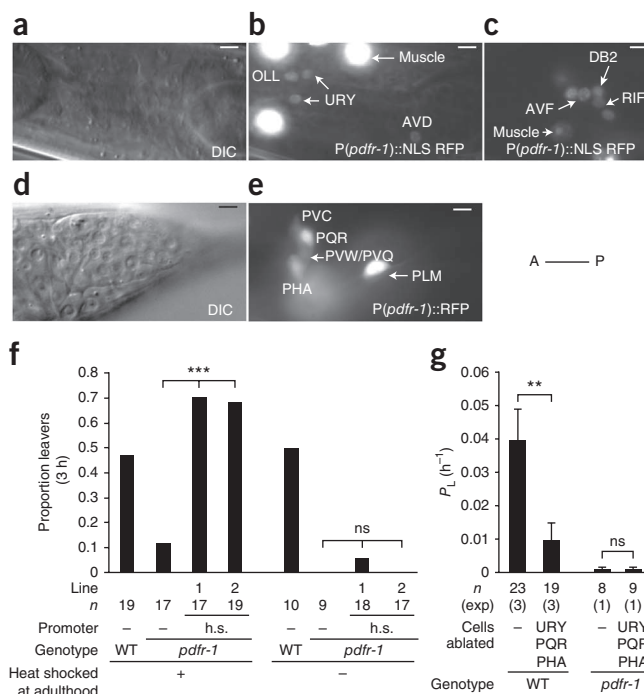 a
DIC
b
Muscle
OLL
URY
AVD
P(pdfr-1)::NLS RFP
c
DB2
AVF
RIF
Muscle
P(pdfr-1)::NLS RFP
d
DIC
e
PVC
PQR
PVW/PVQ
PLM
PHA
P(pdfr-1)::RFP
A P
f
Proportion leavers
(3 h)
0.8
0.7
0.6
0.5
0.4
0.3
0.2
0.1
0
***
ns
Line 1 2 1 2
n 19 17 17 19 10 9 18 17
Promoter – – h.s. – – h.s.
Genotype WT pdfr-1 WT pdfr-1
Heat shocked
at adulthood + –
g
PL (h–1)
0.06
0.05
0.04
0.03
0.02
0.01
0
**
ns
n 23 19 8 9
(exp) (3) (3) (1) (1)
Cells
ablated
– URY – URY
PQR PQR
PHA PHA
Genotype WT pdfr-1